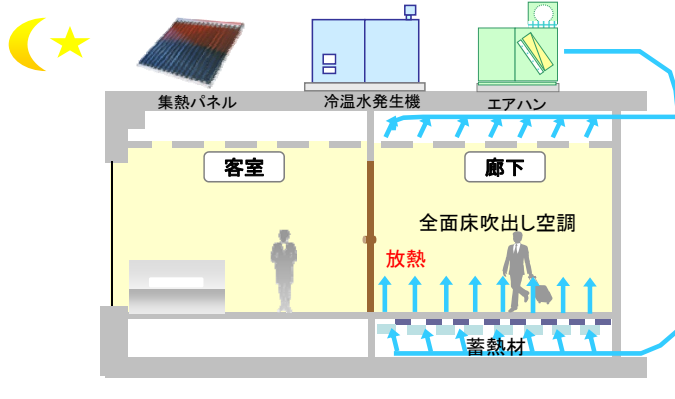 集熱パネル
冷温水発生機
エアハン
客室
廊下
全面床吹出し空調
放熱
蓄熱材